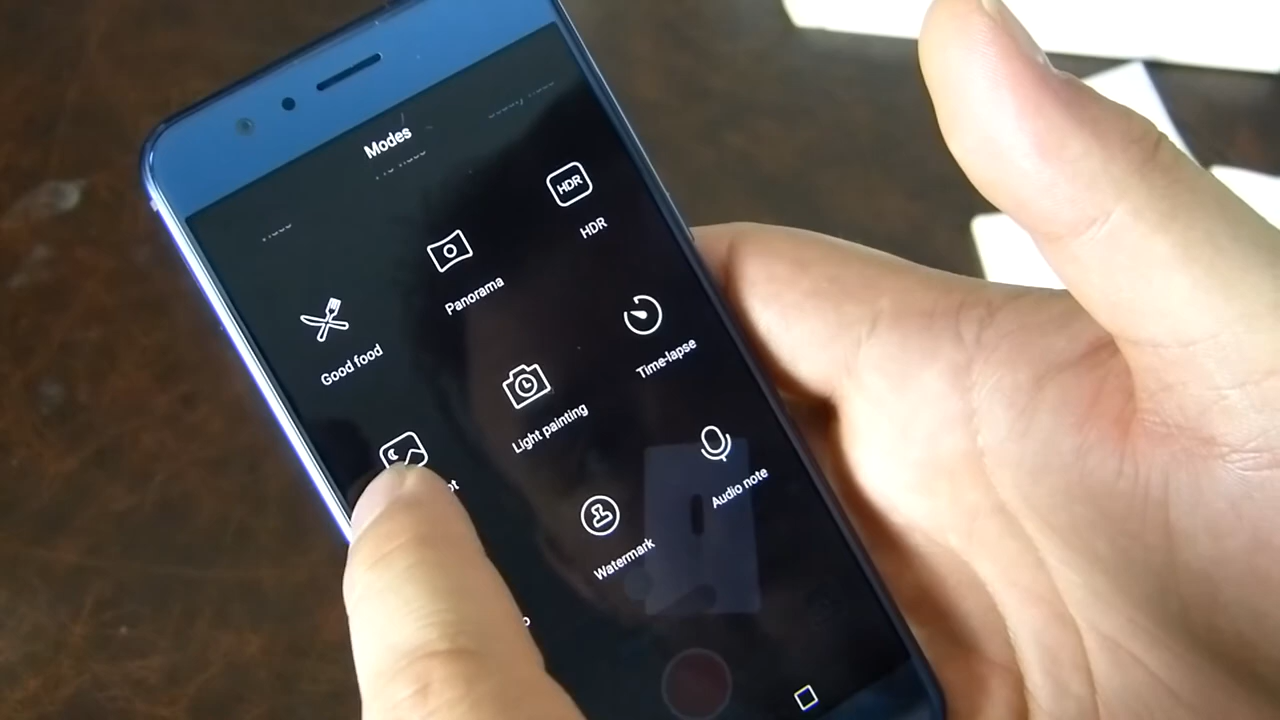 Modes
HDR
HDR
Panorama
Good food
Time-lapse
Light painting
Audio note
Watermark